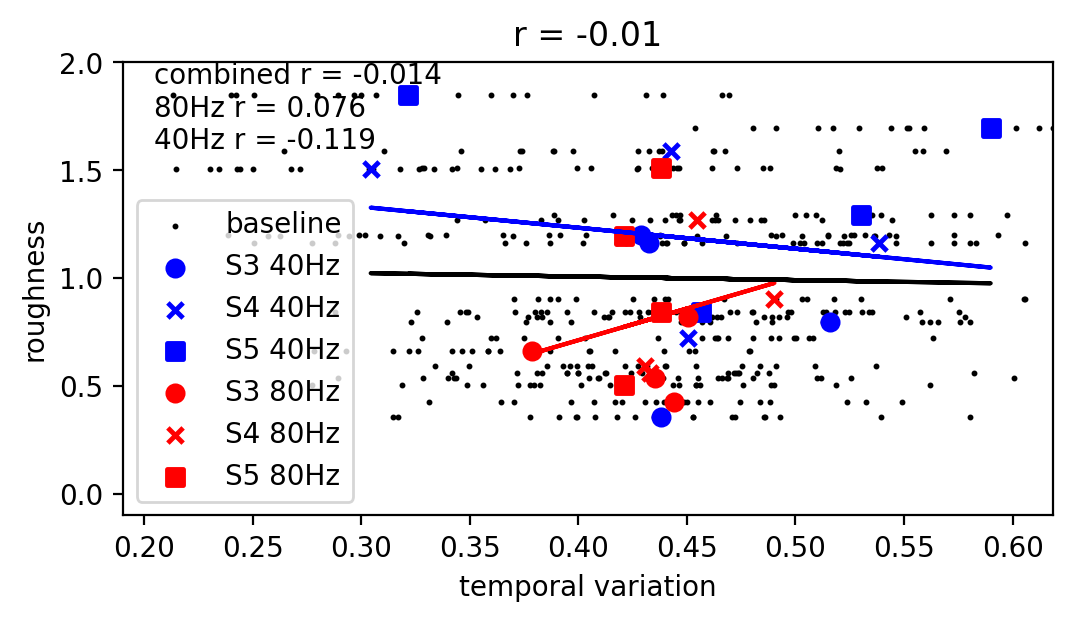 r = -0.01
combined r = -0.014
80Hz r = 0.076
40Hz r = -0.119
2.0
1.5
1.0
0.5
0.0
roughness
baseline
S3 40Hz
S4 40Hz
S5 40Hz
S3 80Hz
S4 80Hz
S5 80Hz
0.20 0.25 0.30 0.35 0.40 0.45 0.50 0.55 0.60
temporal variation